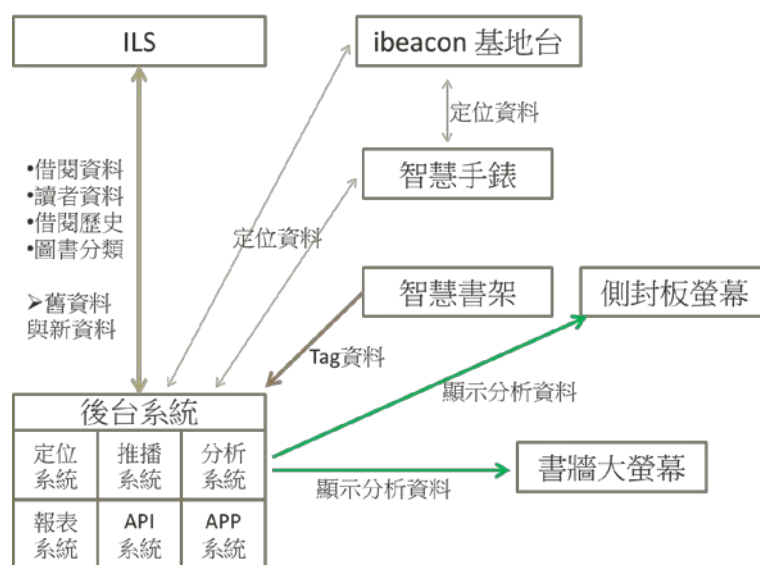 ILS
ibeacon 基地台
定位資料
•借閱資料
•讀者資料
•借閱歷史
•圖書分類
智慧手錶
定位資料
➢舊資料
與新資料
智慧書架
側封板螢幕
Tag資料
顯示分析資料
後台系統
定位
系統
推播
系統
分析
系統
書牆大螢幕
顯示分析資料
報表
系統
API
系統
APP
系統